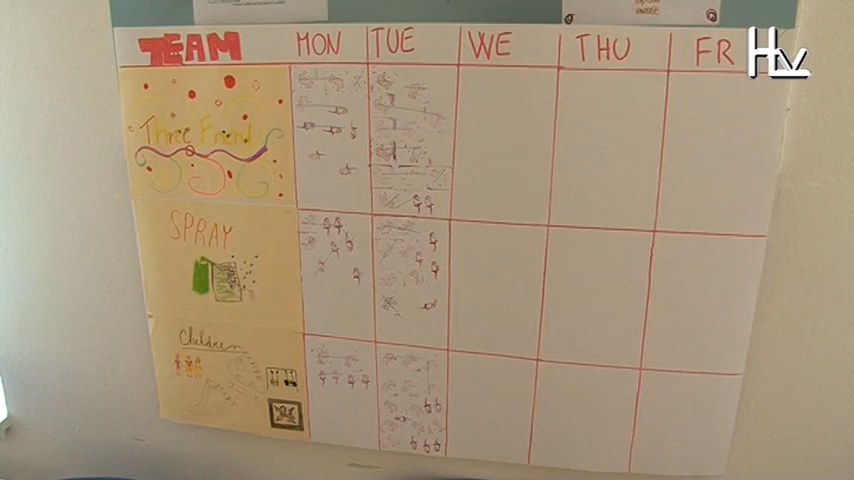 TEAM MON TUE WE THU FR
Three Friend
SPRAY
Children
Htv